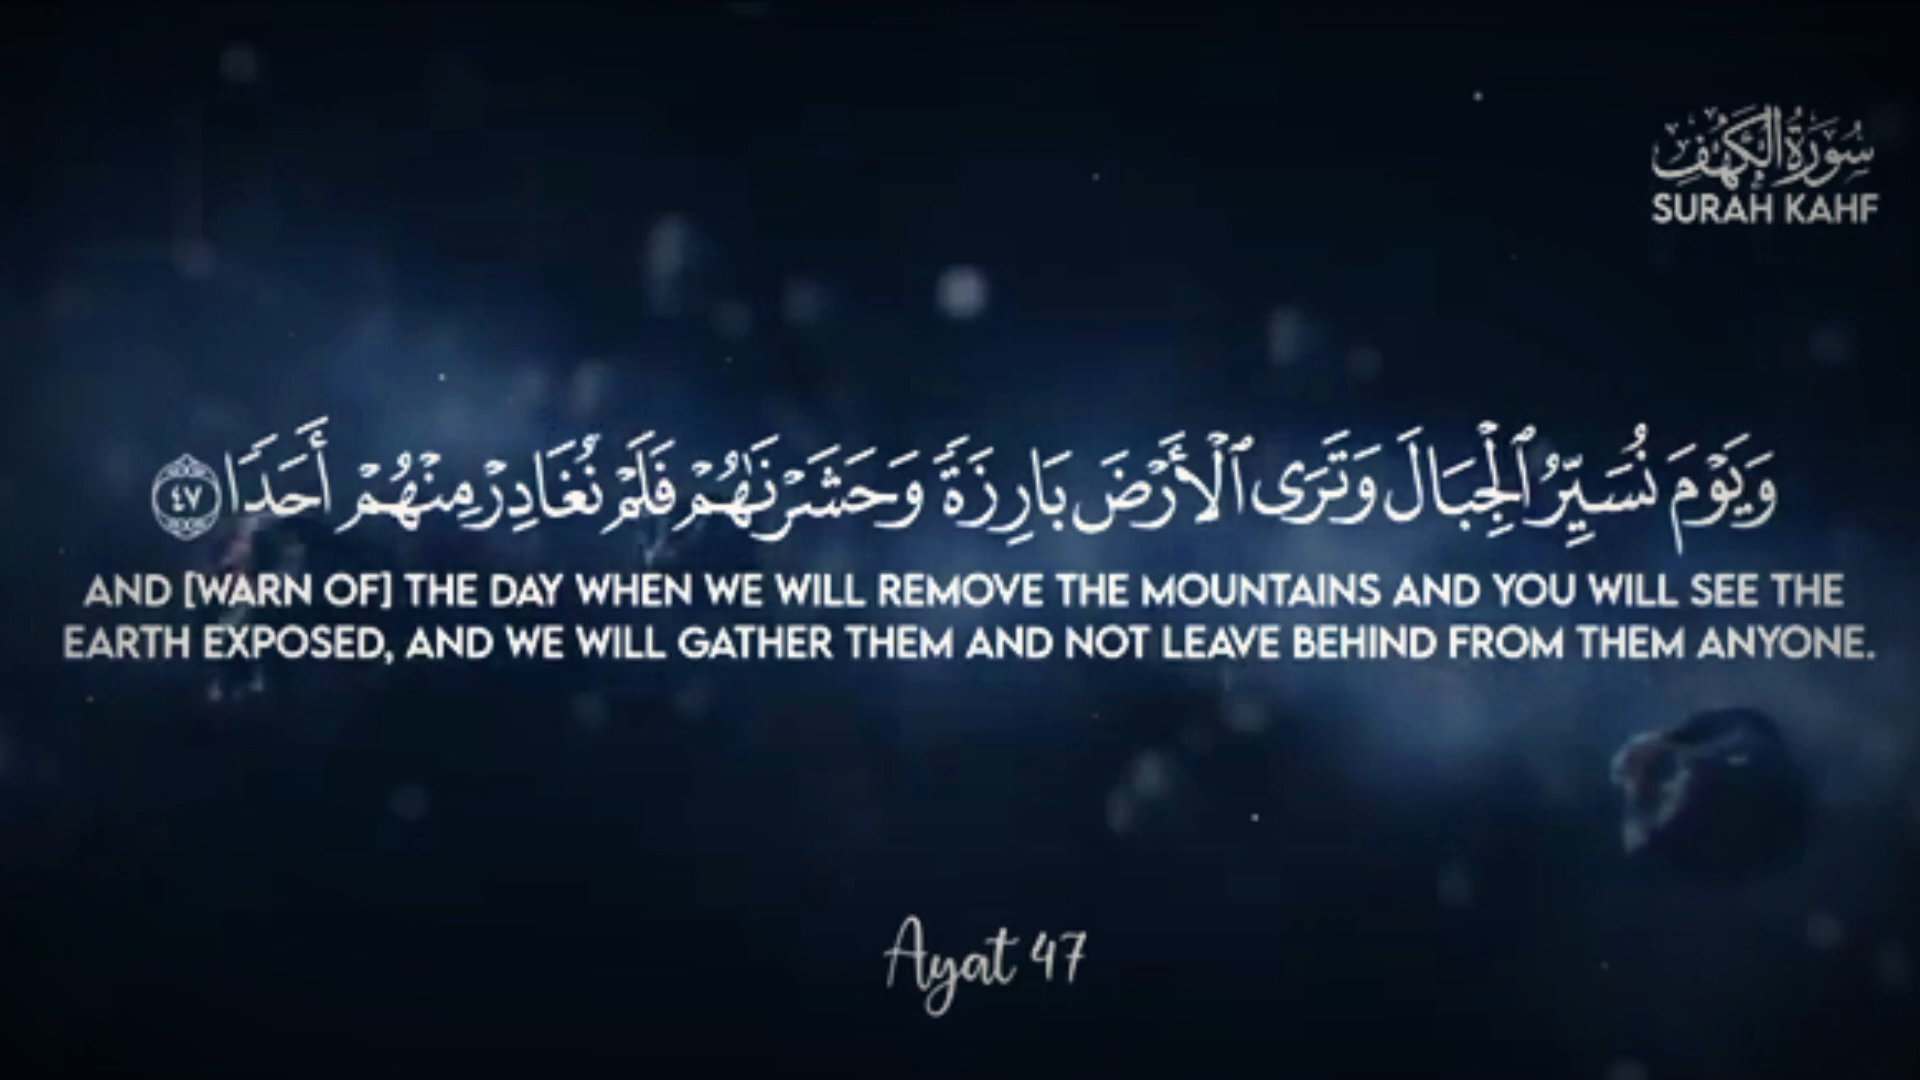 سُورَةُ الْكَهْفِ
SURAH KAHF
وَيَوْمَ نُسَيِّرُ ٱلْجِبَالَ وَتَرَى ٱلْأَرْضَ بَارِزَةً وَحَشَرْنَٰهُمْ فَلَمْ نُغَادِرْ مِنْهُمْ أَحَدًا ٤٧
AND [WARN OF] THE DAY WHEN WE WILL REMOVE THE MOUNTAINS AND YOU WILL SEE THE
EARTH EXPOSED, AND WE WILL GATHER THEM AND NOT LEAVE BEHIND FROM THEM ANYONE.
Ayat 47